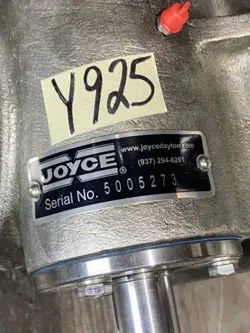 Y925
JOYCE®
www.joycedayton.com
(937) 294-6261
Serial No. 5005273